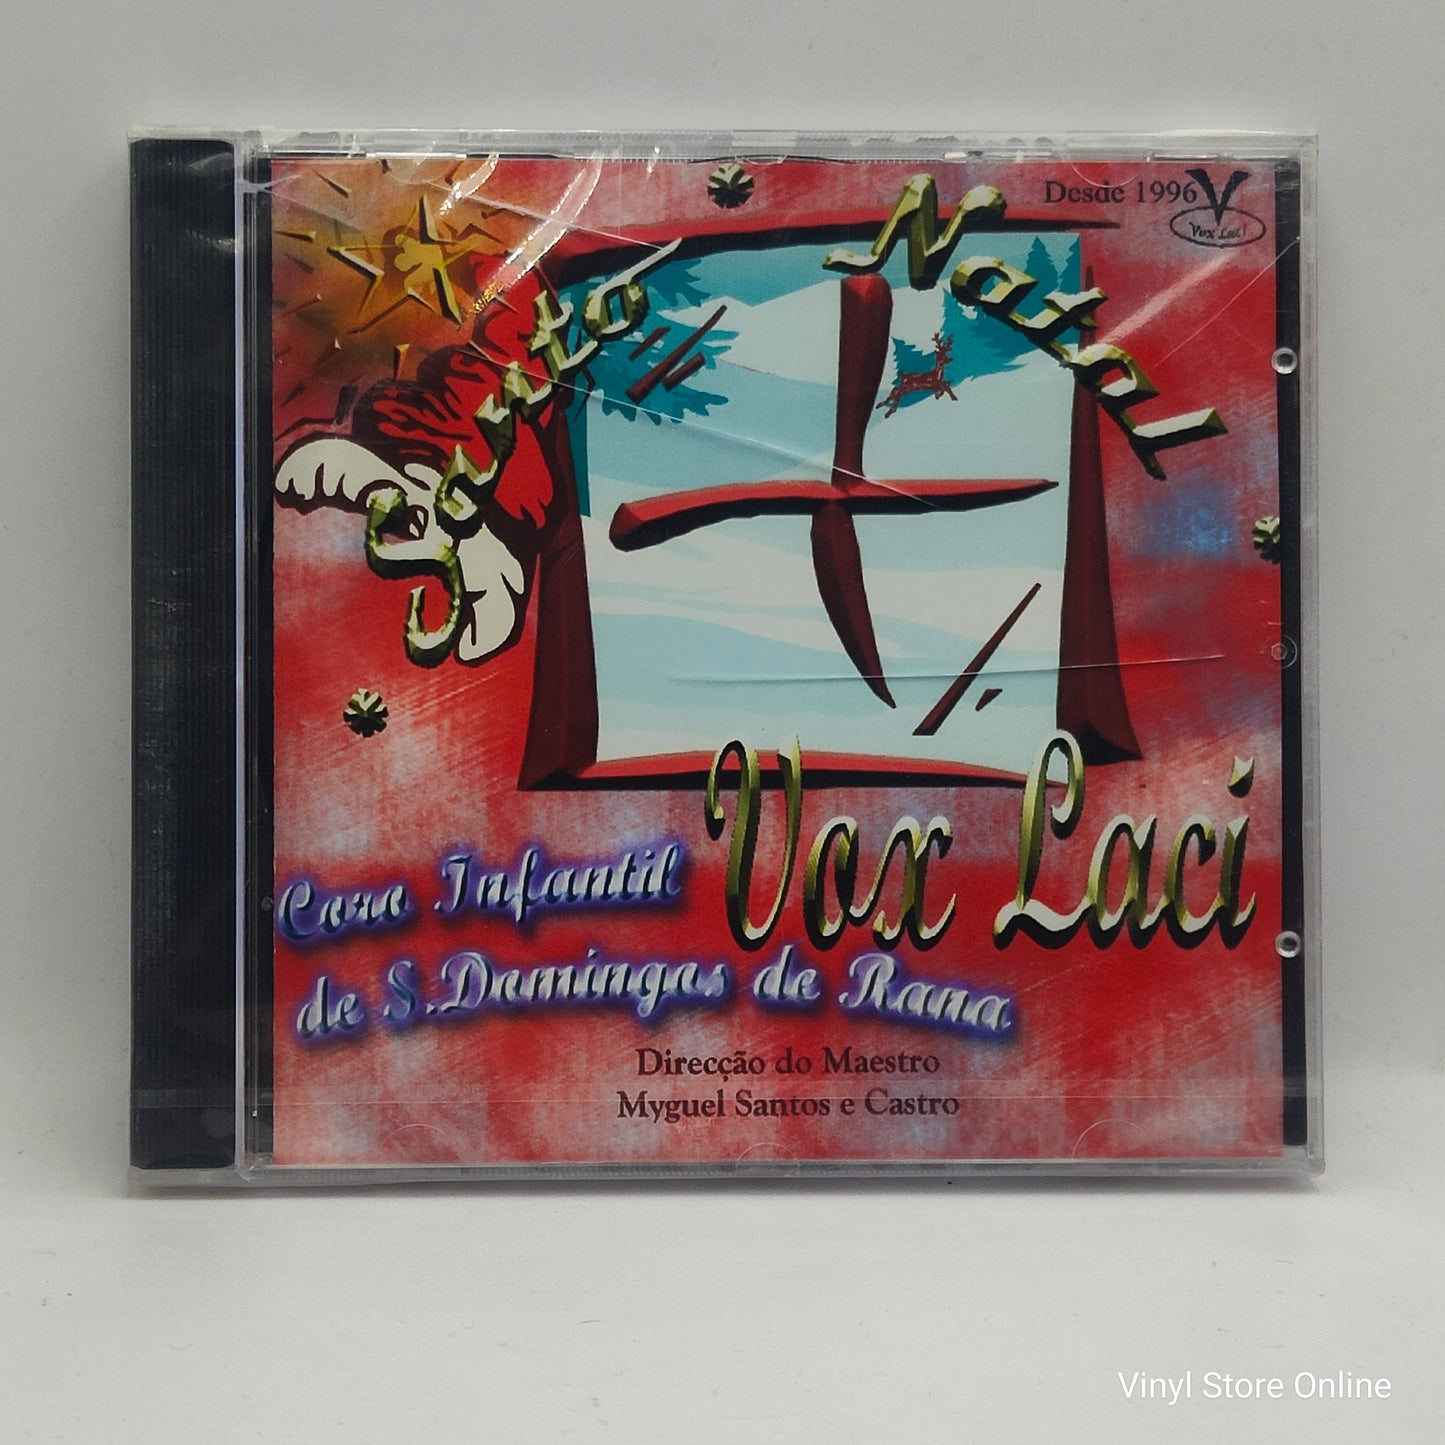 Desde 1996
Vox Laci
Santo Natal
Vox Laci
Coro Infantil
de S.Domingos de Rana
Direcção do Maestro
Myguel Santos e Castro
Vinyl Store Online